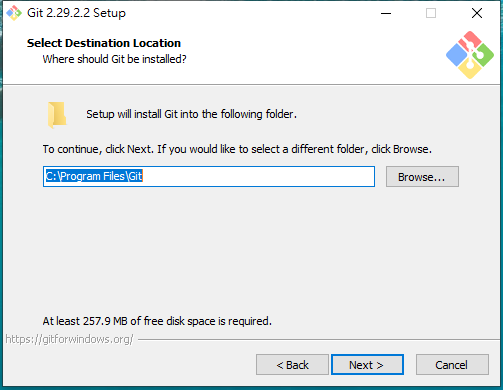 Git 2.29.2.2 Setup
Select Destination Location
Where should Git be installed?
Setup will install Git into the following folder.
To continue, click Next. If you would like to select a different folder, click Browse.
C:\Program Files\Git
Browse...
At least 257.9 MB of free disk space is required.
https://gitforwindows.org/
< Back
Next >
Cancel